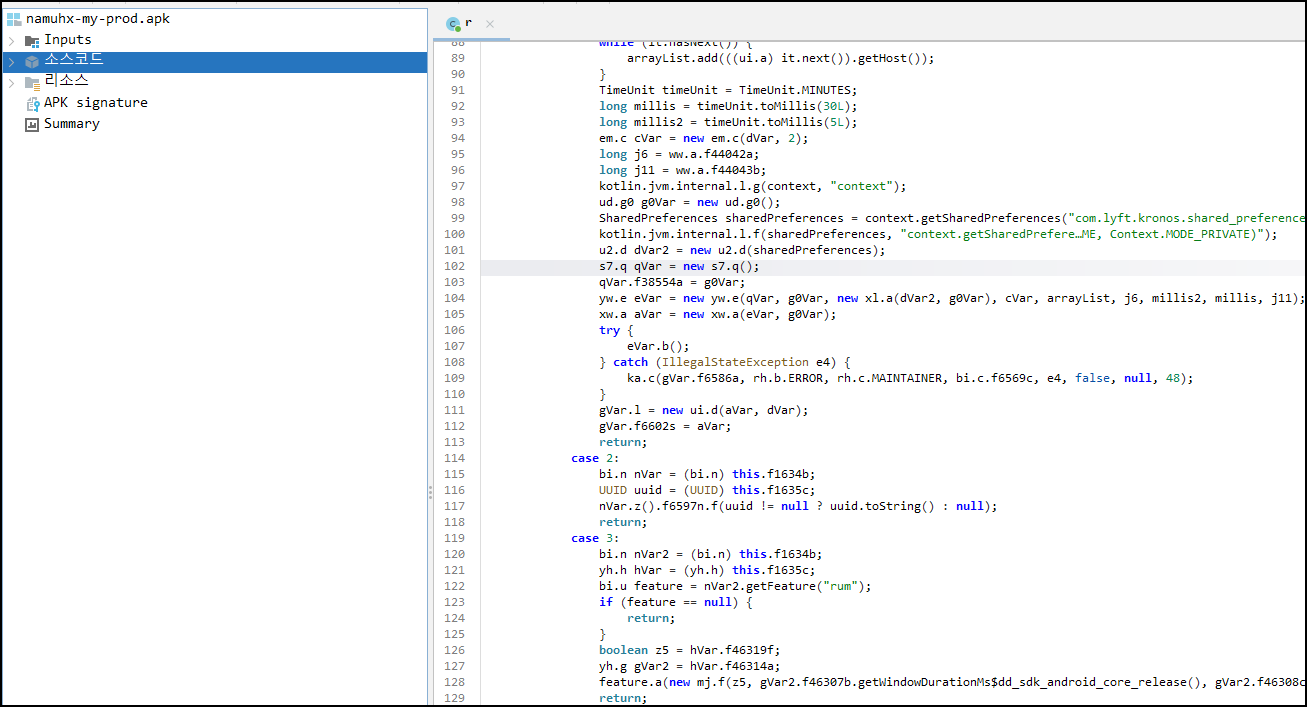 namuhx-my-prod.apk
Inputs
소스코드
리소스
APK signature
Summary
r
88 while (it.hasNext()) {
89 arrayList.add(((ui.a) it.next()).getHost());
90 }
91 TimeUnit timeUnit = TimeUnit.MINUTES;
92 long millis = timeUnit.toMillis(30L);
93 long millis2 = timeUnit.toMillis(5L);
94 em.c cVar = new em.c(dVar, 2);
95 long j6 = ww.a.f44042a;
96 long j11 = ww.a.f44043b;
97 kotlin.jvm.internal.l.g(context, "context");
98 ud.g0 g0Var = new ud.g0();
99 SharedPreferences sharedPreferences = context.getSharedPreferences("com.lyft.kronos.shared_preference
100 kotlin.jvm.internal.l.f(sharedPreferences, "context.getSharedPrefere…ME, Context.MODE_PRIVATE)");
101 u2.d dVar2 = new u2.d(sharedPreferences);
102 s7.q qVar = new s7.q();
103 qVar.f38554a = g0Var;
104 yw.e eVar = new yw.e(qVar, g0Var, new xl.a(dVar2, g0Var), cVar, arrayList, j6, millis2, millis, j11);
105 xw.a aVar = new xw.a(eVar, g0Var);
106 try {
107 eVar.b();
108 } catch (IllegalStateException e4) {
109 ka.c(gVar.f6586a, rh.b.ERROR, rh.c.MAINTAINER, bi.c.f6569c, e4, false, null, 48);
110 }
111 gVar.l = new ui.d(aVar, dVar);
112 gVar.f6602s = aVar;
113 return;
114 case 2:
115 bi.n nVar = (bi.n) this.f1634b;
116 UUID uuid = (UUID) this.f1635c;
117 nVar.z().f6597n.f(uuid != null ? uuid.toString() : null);
118 return;
119 case 3:
120 bi.n nVar2 = (bi.n) this.f1634b;
121 yh.h hVar = (yh.h) this.f1635c;
122 bi.u feature = nVar2.getFeature("rum");
123 if (feature == null) {
124 return;
125 }
126 boolean z5 = hVar.f46319f;
127 yh.g gVar2 = hVar.f46314a;
128 feature.a(new mj.f(z5, gVar2.f46307b.getWindowDurationMs$dd_sdk_android_core_release(), gVar2.f46308c
129 return;